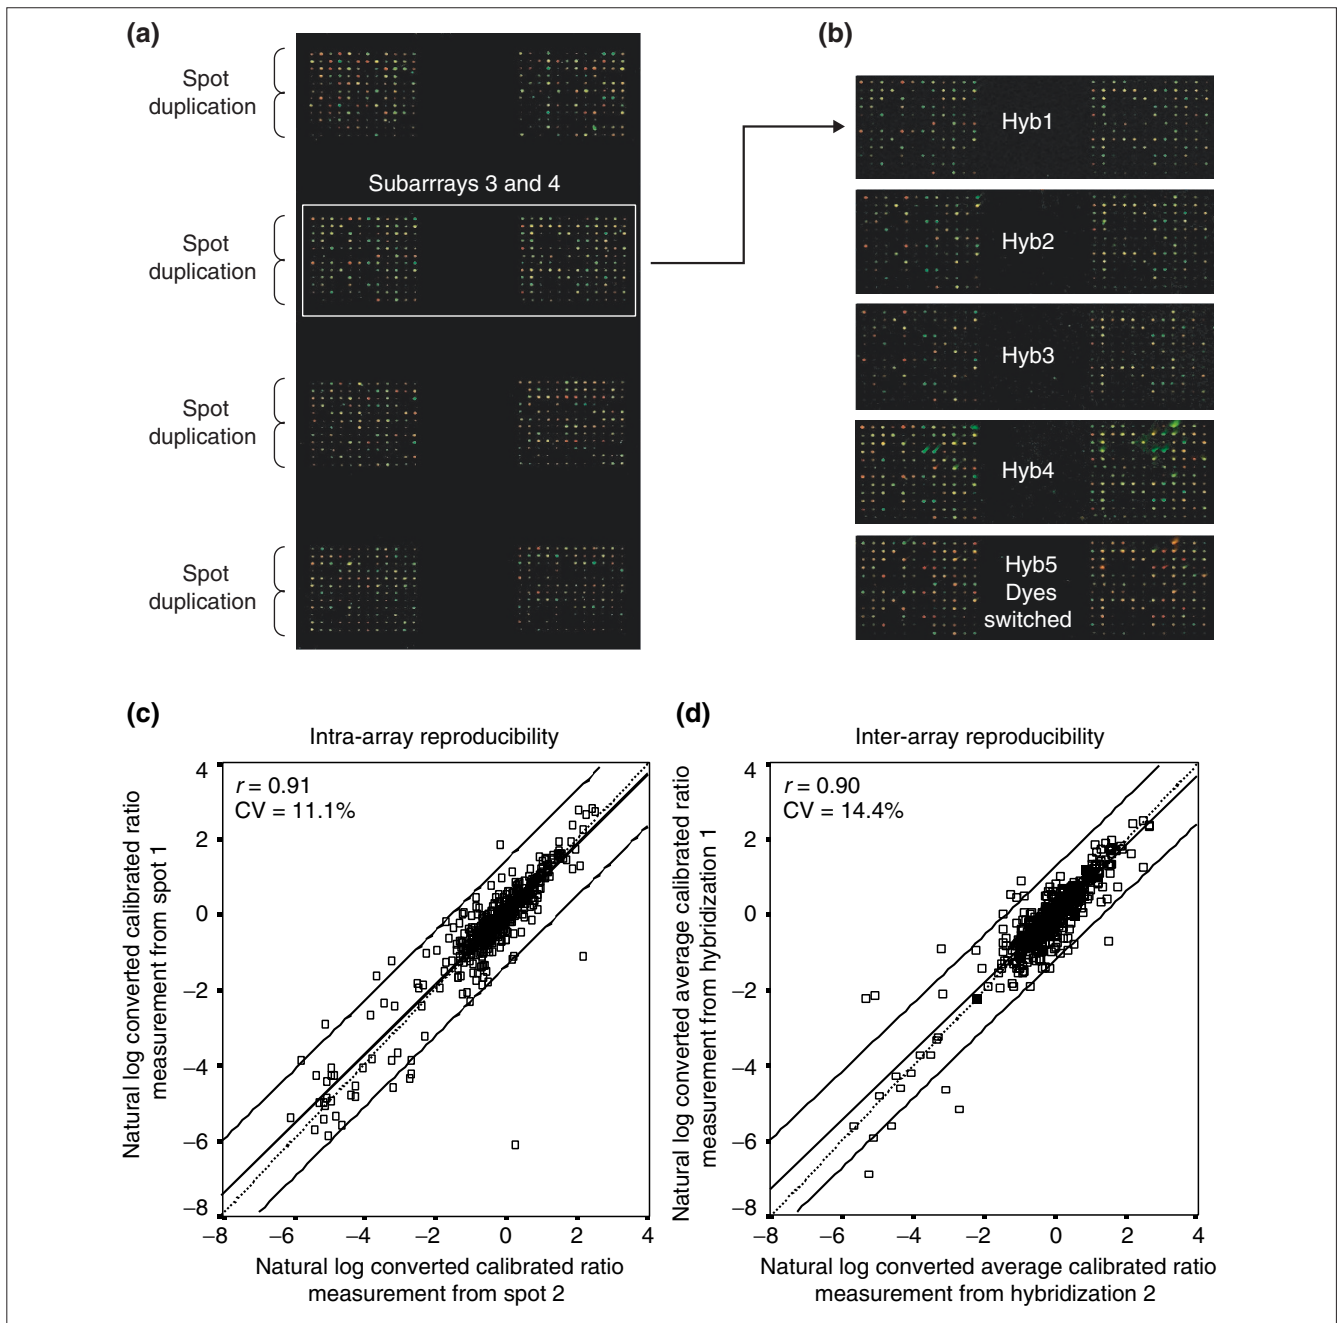 (a)
Spot
duplication
Subarrrays 3 and 4
Spot
duplication
Spot
duplication
Spot
duplication
(b)
Hyb1
Hyb2
Hyb3
Hyb4
Hyb5
Dyes
switched
(c)
Intra-array reproducibility
r = 0.91
CV = 11.1%
Natural log converted calibrated ratio
measurement from spot 1
4
2
0
−2
−4
−6
−8
−8
−6
−4
−2
0
2
4
Natural log converted calibrated ratio
measurement from spot 2
(d)
Inter-array reproducibility
r = 0.90
CV = 14.4%
Natural log converted average calibrated ratio
measurement from hybridization 1
4
2
0
−2
−4
−6
−8
−8
−6
−4
−2
0
2
4
Natural log converted average calibrated ratio
measurement from hybridization 2